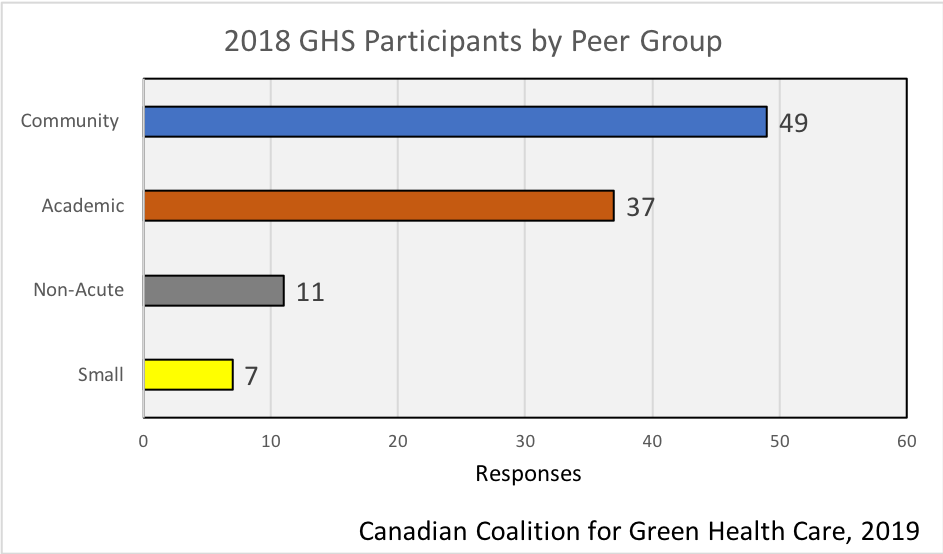 2018 GHS Participants by Peer Group
Community
49
Academic
37
Non-Acute
11
Small
7
0 10 20 30 40 50 60
Responses
Canadian Coalition for Green Health Care, 2019